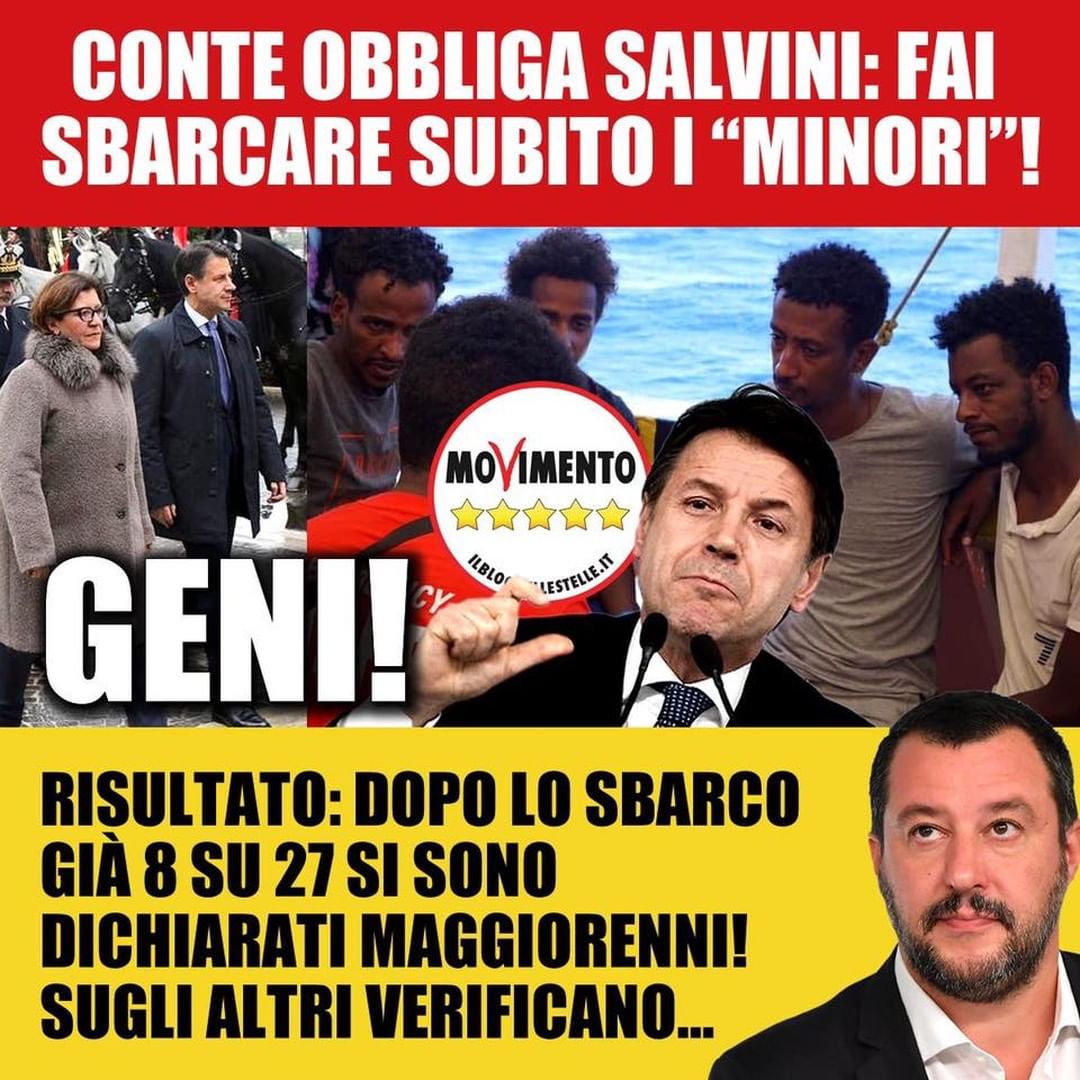 CONTE OBBLIGA SALVINI: FAI
SBARCARE SUBITO I “MINORI”!
MOVIMENTO
GENI!
RISULTATO: DOPO LO SBARCO
GIÀ 8 SU 27 SI SONO
DICHIARATI MAGGIORENNI!
SUGLI ALTRI VERIFICANO...